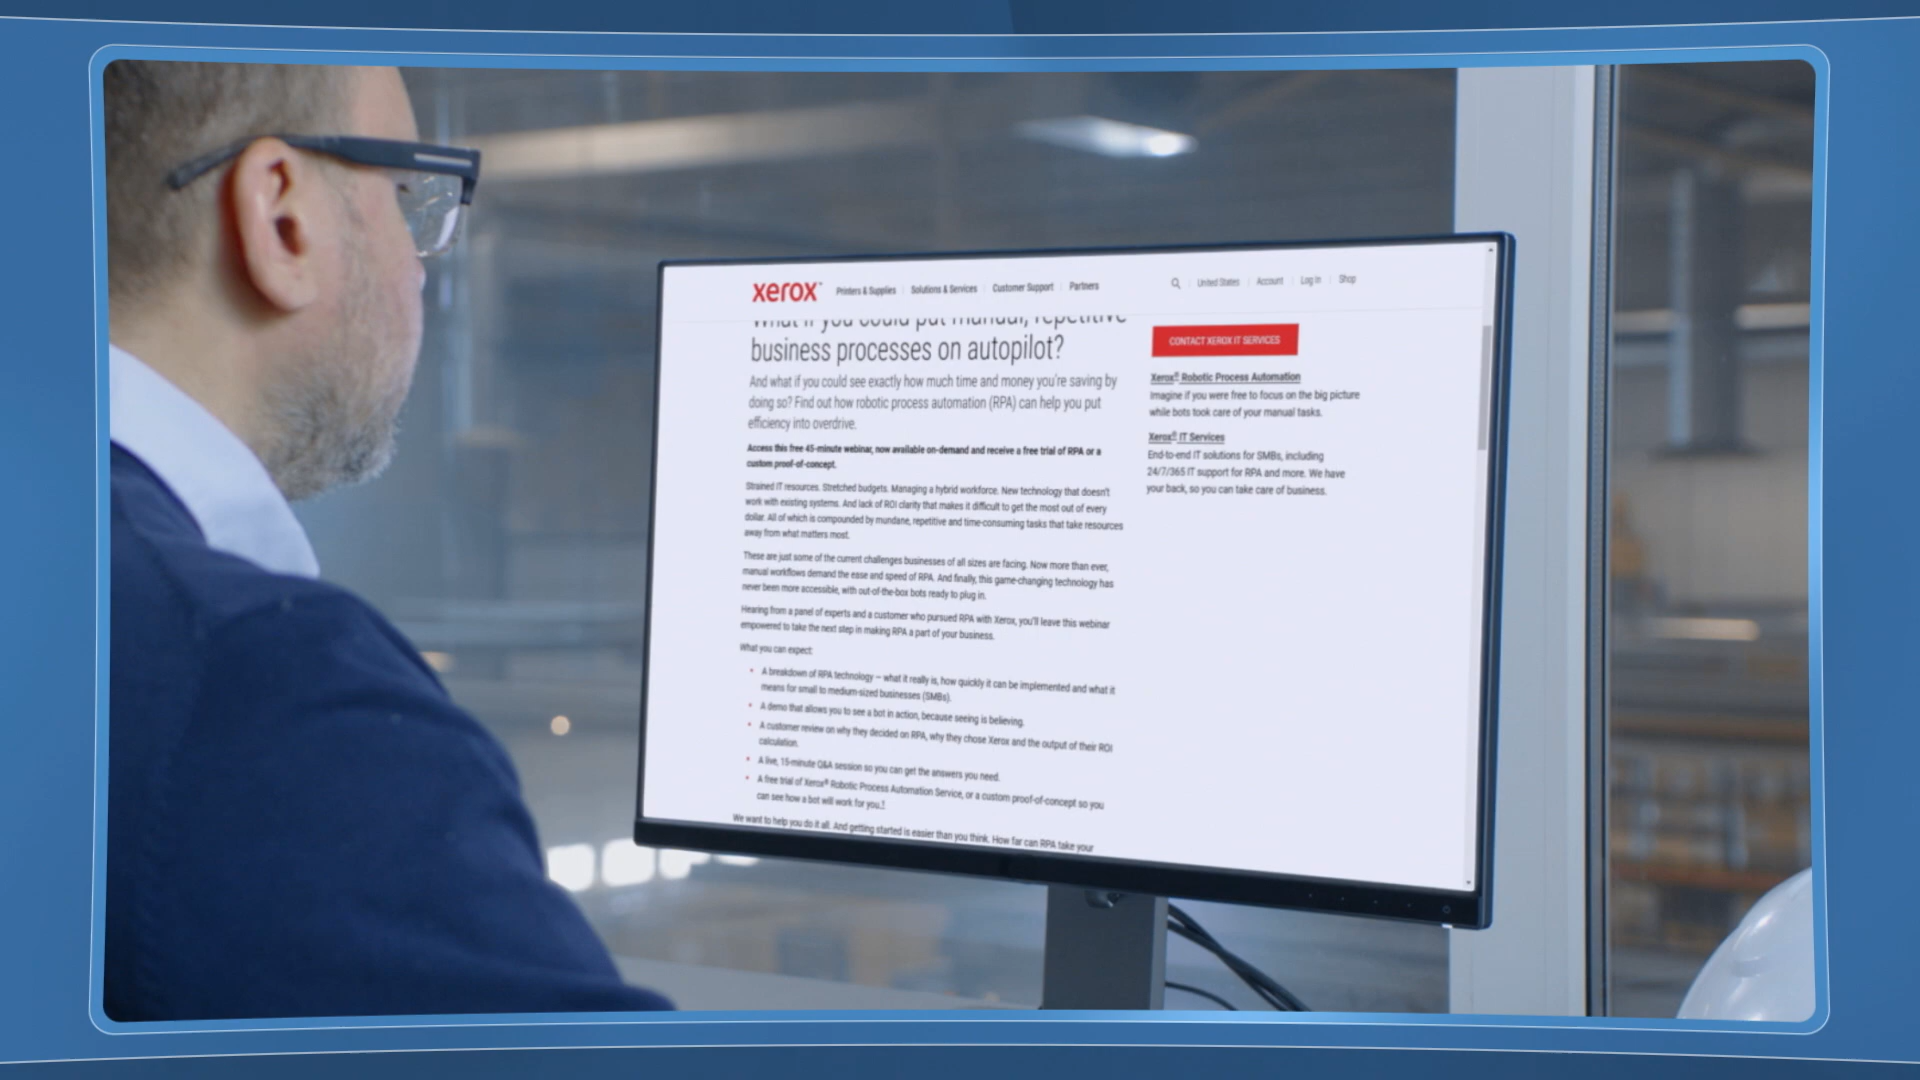 xerox™ Printers & Supplies Solutions & Services Customer Support Partners United States Account Log In Shop
What if you could put manual, repetitive
business processes on autopilot?
And what if you could see exactly how much time and money you're saving by
doing so? Find out how robotic process automation (RPA) can help you put
efficiency into overdrive.
Access this free 45-minute webinar, now available on-demand and receive a free trial of RPA or a
custom proof-of-concept.
Strained IT resources. Stretched budgets. Managing a hybrid workforce. New technology that doesn't
work with existing systems. And lack of ROI clarity that makes it difficult to get the most out of every
dollar. All of which is compounded by mundane, repetitive and time-consuming tasks that take resources
away from what matters most.
These are just some of the current challenges businesses of all sizes are facing. Now more than ever,
manual workflows demand the ease and speed of RPA. And finally, this game-changing technology has
never been more accessible, with out-of-the-box bots ready to plug in.
Hearing from a panel of experts and a customer who pursued RPA with Xerox, you'll leave this webinar
empowered to take the next step in making RPA a part of your business.
What you can expect:
• A breakdown of RPA technology – what it really is, how quickly it can be implemented and what it
means for small to medium-sized businesses (SMBs).
• A demo that allows you to see a bot in action, because seeing is believing.
• A customer review on why they decided on RPA, why they chose Xerox and the output of their ROI
calculation.
• A live, 15-minute Q&A session so you can get the answers you need.
• A free trial of Xerox® Robotic Process Automation Service, or a custom proof-of-concept so you
can see how a bot will work for you.1
We want to help you do it all. And getting started is easier than you think. How far can RPA take your
CONTACT XEROX IT SERVICES
Xerox® Robotic Process Automation
Imagine if you were free to focus on the big picture
while bots took care of your manual tasks.
Xerox® IT Services
End-to-end IT solutions for SMBs, including
24/7/365 IT support for RPA and more. We have
your back, so you can take care of business.